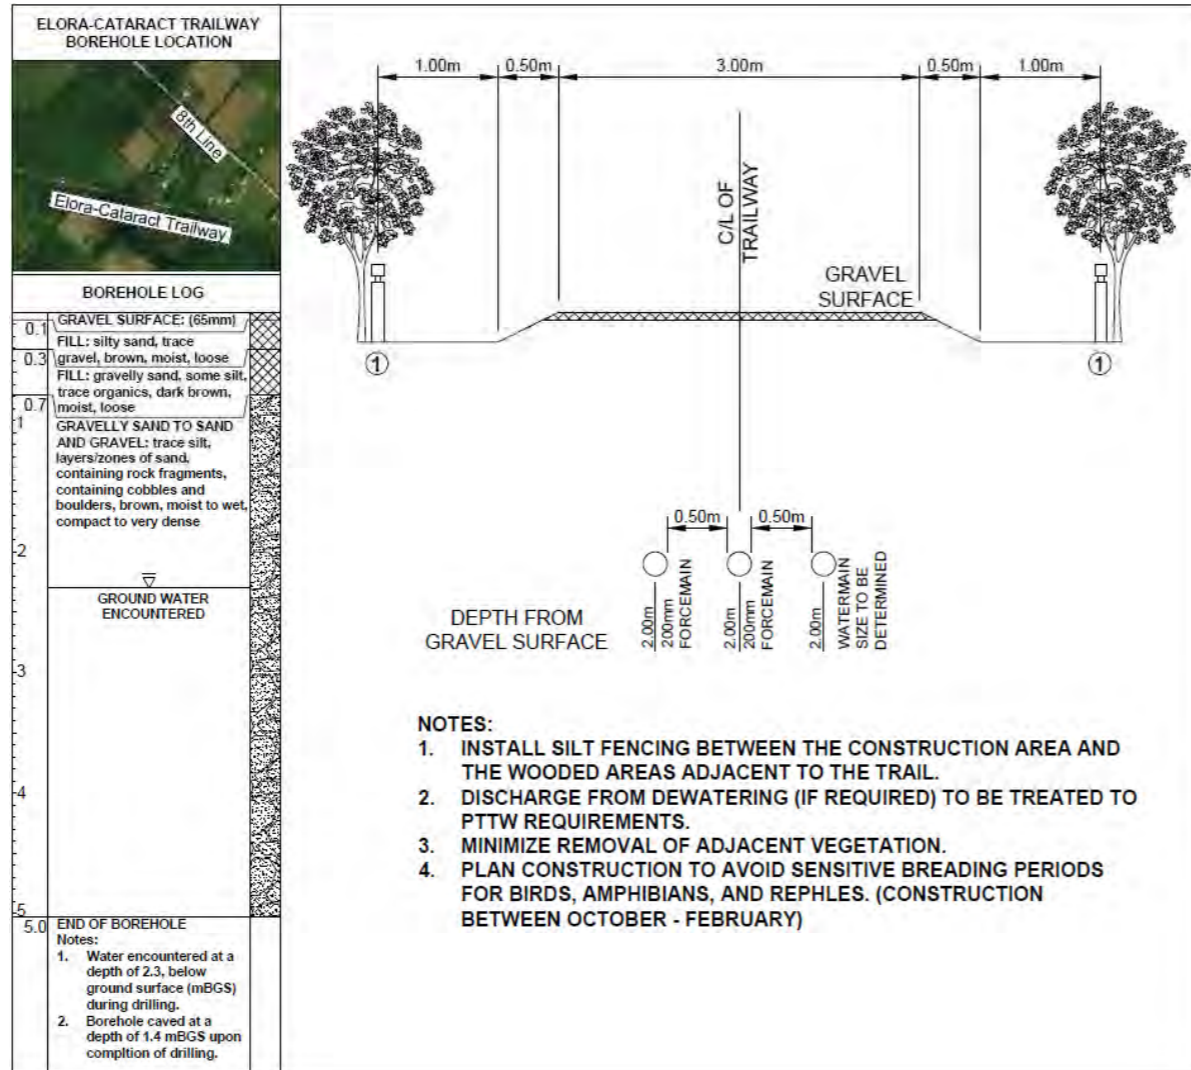 ELORA-CATARACT TRAILWAY
BOREHOLE LOCATION
8th Line
Elora-Cataract Trailway
BOREHOLE LOG
0.1
GRAVEL SURFACE: (65mm)
FILL: silty sand, trace
0.3
gravel, brown, moist, loose
FILL: gravelly sand, some silt,
trace organics, dark brown,
0.7
moist, loose
1
GRAVELLY SAND TO SAND
AND GRAVEL: trace silt,
layers/zones of sand,
containing rock fragments,
containing cobbles and
boulders, brown, moist to wet,
compact to very dense
2
GROUND WATER
ENCOUNTERED
3
4
5
5.0
END OF BOREHOLE
Notes:
1. Water encountered at a
depth of 2.3, below
ground surface (mBGS)
during drilling.
2. Borehole caved at a
depth of 1.4 mBGS upon
compltion of drilling.
1.00m 0.50m 3.00m 0.50m 1.00m
C/L OF
TRAILWAY
GRAVEL
SURFACE
1
1
0.50m 0.50m
DEPTH FROM
GRAVEL SURFACE
2.00m
200mm
FORCEMAIN
2.00m
200mm
FORCEMAIN
2.00m
WATERMAIN
SIZE TO BE
DETERMINED
NOTES:
1. INSTALL SILT FENCING BETWEEN THE CONSTRUCTION AREA AND
THE WOODED AREAS ADJACENT TO THE TRAIL.
2. DISCHARGE FROM DEWATERING (IF REQUIRED) TO BE TREATED TO
PTTW REQUIREMENTS.
3. MINIMIZE REMOVAL OF ADJACENT VEGETATION.
4. PLAN CONSTRUCTION TO AVOID SENSITIVE BREADING PERIODS
FOR BIRDS, AMPHIBIANS, AND REPHLES. (CONSTRUCTION
BETWEEN OCTOBER - FEBRUARY)